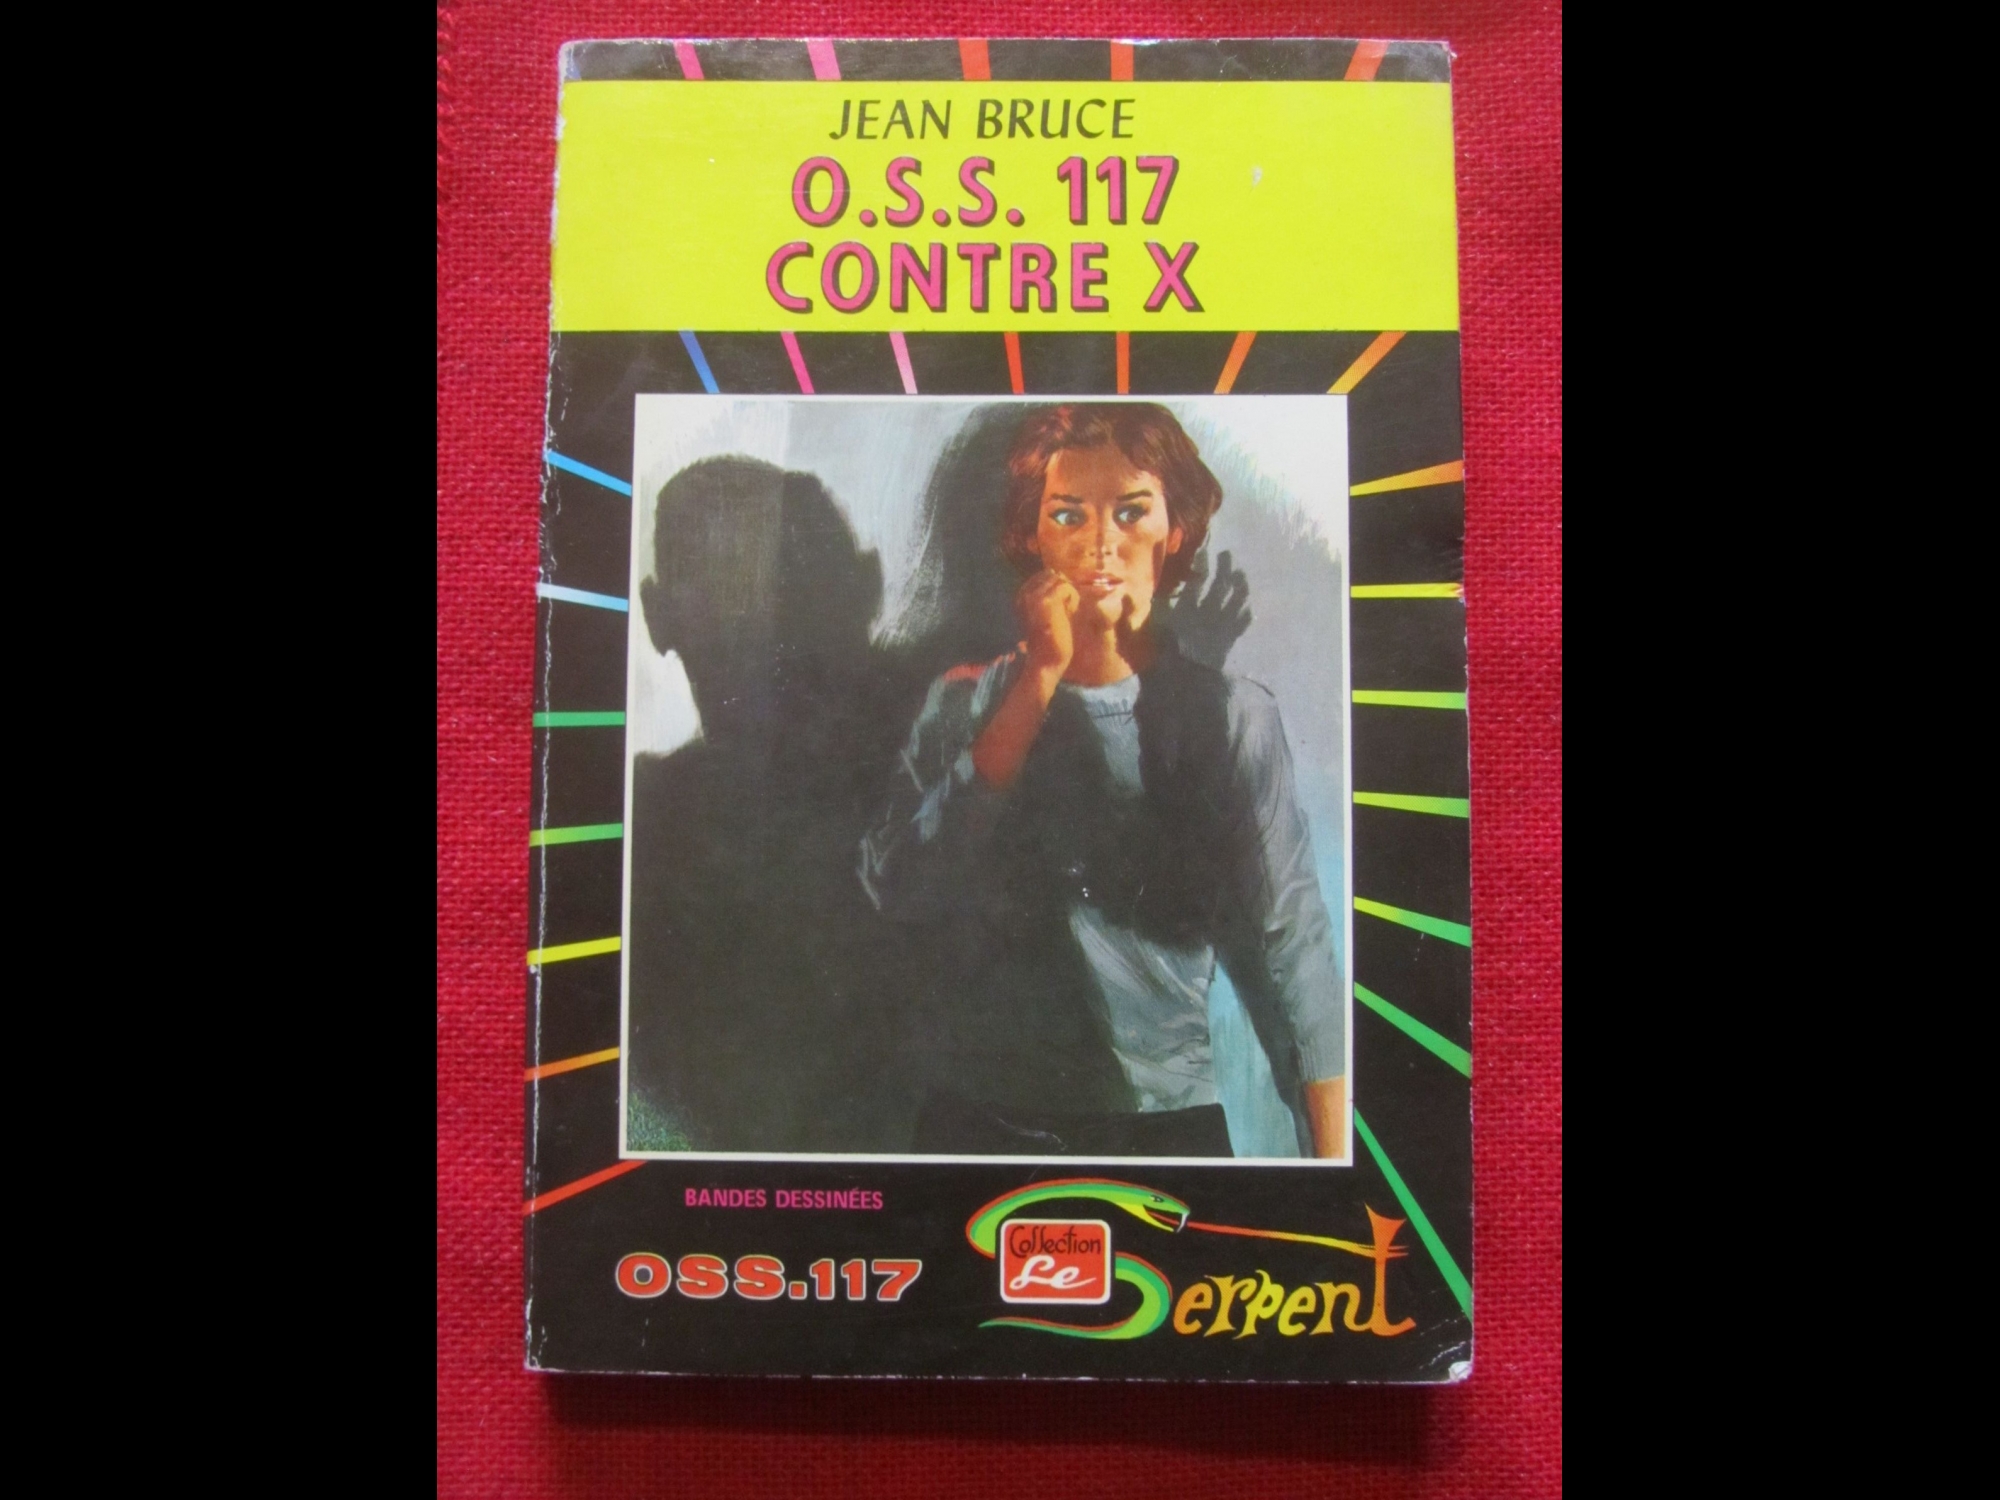 JEAN BRUCE
O.S.S. 117
CONTRE X
BANDES DESSINÉES
OSS.117
Collection
Le
Serpent